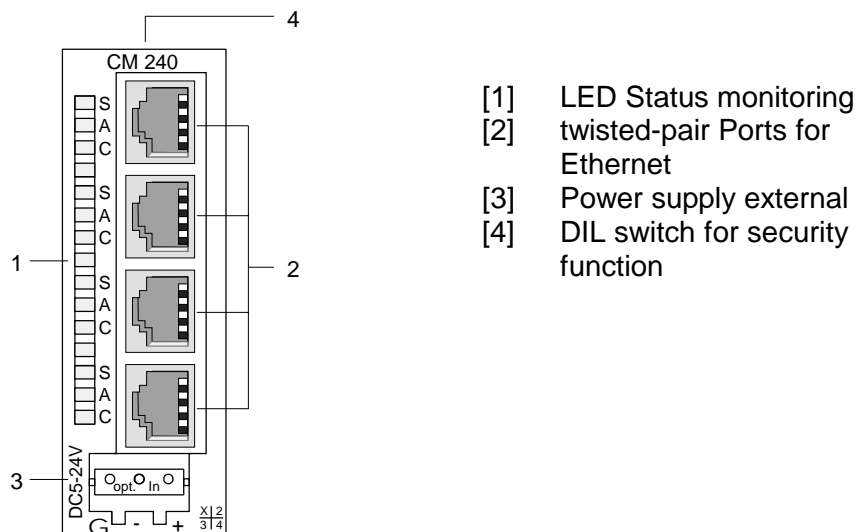 4
CM 240
S
A
C
S
A
C
S
A
C
S
A
C
1
2
3
DC5-24V
opt. In
G - +
X 2
3 4
[1] LED Status monitoring
[2] twisted-pair Ports for
Ethernet
[3] Power supply external
[4] DIL switch for security
function